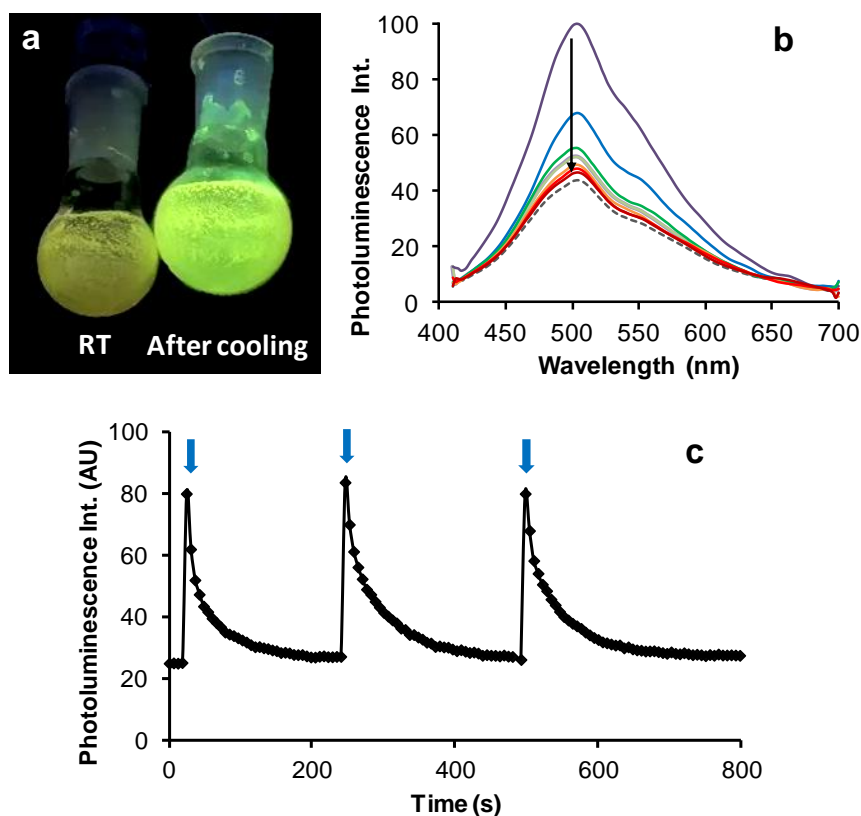 a
RT
After cooling
b
Photoluminescence Int.
100
80
60
40
20
0
400 450 500 550 600 650 700
Wavelength (nm)
c
Photoluminescence Int. (AU)
100
80
60
40
20
0
0 200 400 600 800
Time (s)